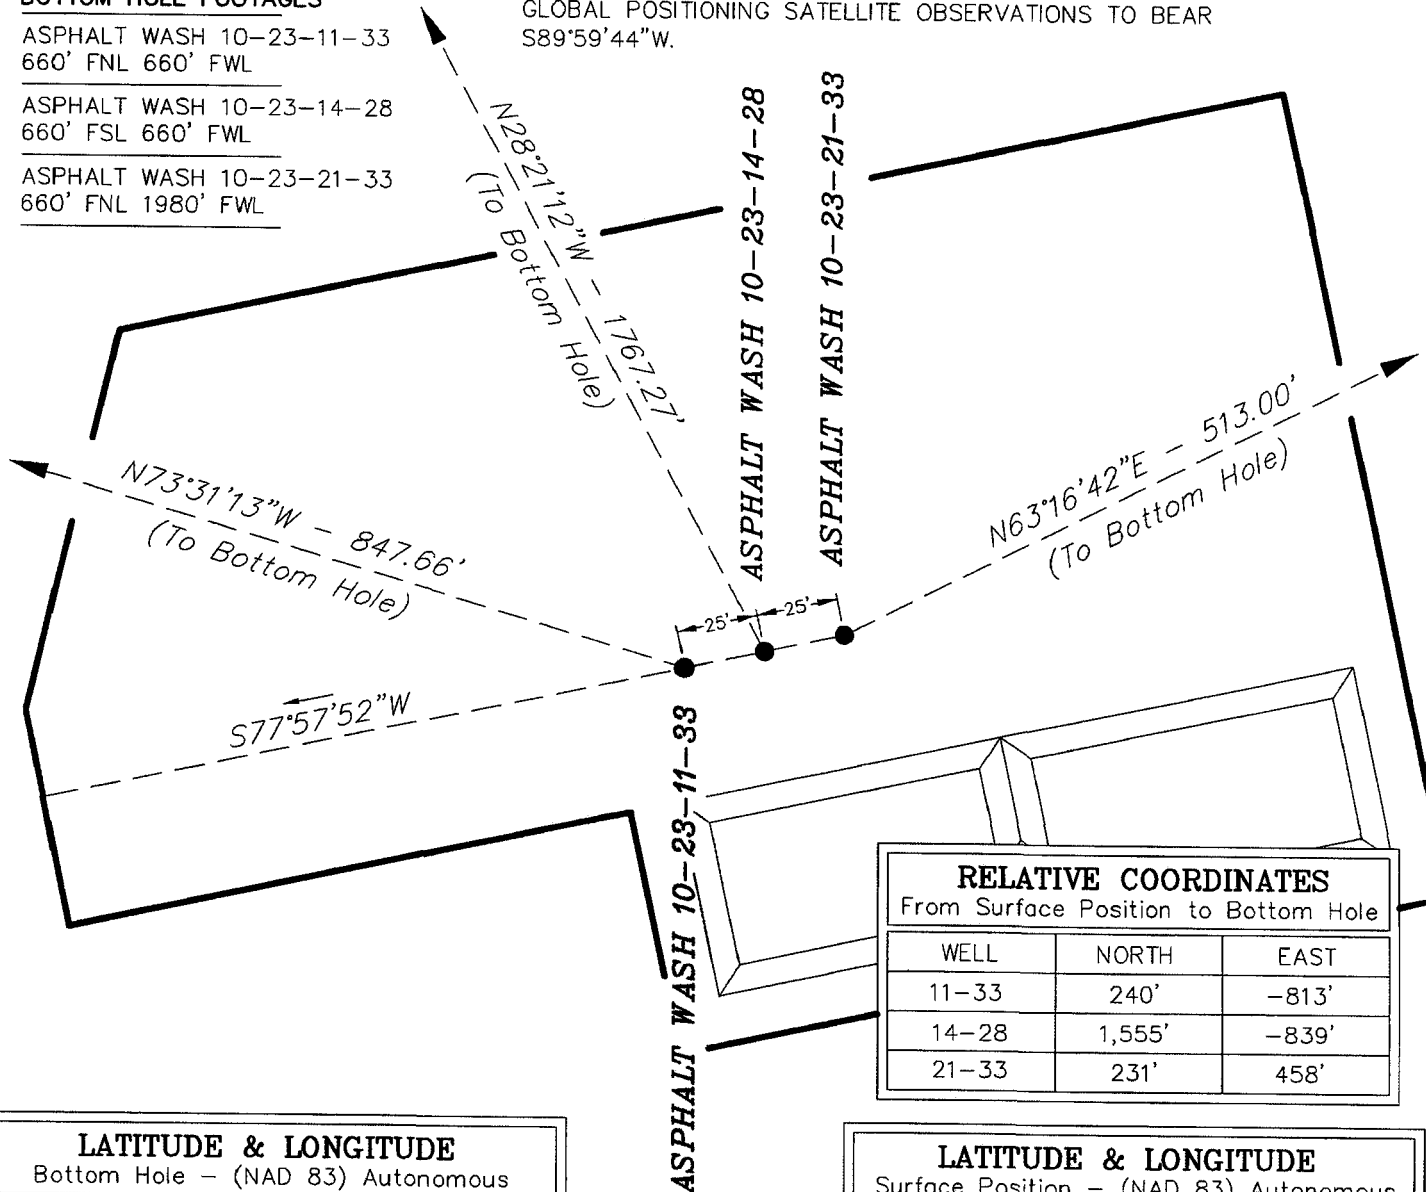 BOTTOM HOLE FOOTAGES
ASPHALT WASH 10-23-11-33
660' FNL 660' FWL
ASPHALT WASH 10-23-14-28
660' FSL 660' FWL
ASPHALT WASH 10-23-21-33
660' FNL 1980' FWL
GLOBAL POSITIONING SATELLITE OBSERVATIONS TO BEAR
S89°59'44"W.
N28°21'12"W - 1767.27'
(To Bottom Hole)
ASPHALT WASH 10-23-14-28
ASPHALT WASH 10-23-21-33
N63°16'42"E - 513.00'
(To Bottom Hole)
N73°31'13"W - 847.66'
(To Bottom Hole)
25'
25'
S77°57'52"W
ASPHALT WASH 10-23-11-33
RELATIVE COORDINATES
From Surface Position to Bottom Hole
WELL NORTH EAST
11-33 240' -813'
14-28 1,555' -839'
21-33 231' 458'
LATITUDE & LONGITUDE
Bottom Hole - (NAD 83) Autonomous
LATITUDE & LONGITUDE
Surface Position - (NAD 83) Autonomous